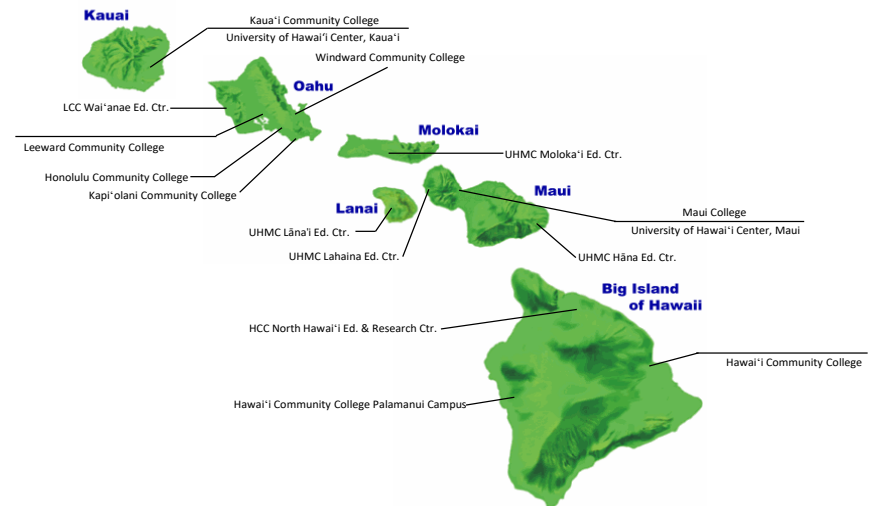 Kauai
Kauaʻi Community College
University of Hawaiʻi Center, Kauaʻi
Windward Community College
Oahu
LCC Waiʻanae Ed. Ctr.
Leeward Community College
Honolulu Community College
Kapiʻolani Community College
Molokai
UHMC Molokaʻi Ed. Ctr.
Lanai
Maui
Maui College
University of Hawaiʻi Center, Maui
UHMC Lānaʻi Ed. Ctr.
UHMC Lahaina Ed. Ctr.
UHMC Hāna Ed. Ctr.
Big Island
of Hawaii
HCC North Hawaiʻi Ed. & Research Ctr.
Hawaiʻi Community College
Hawaiʻi Community College Palamanui Campus